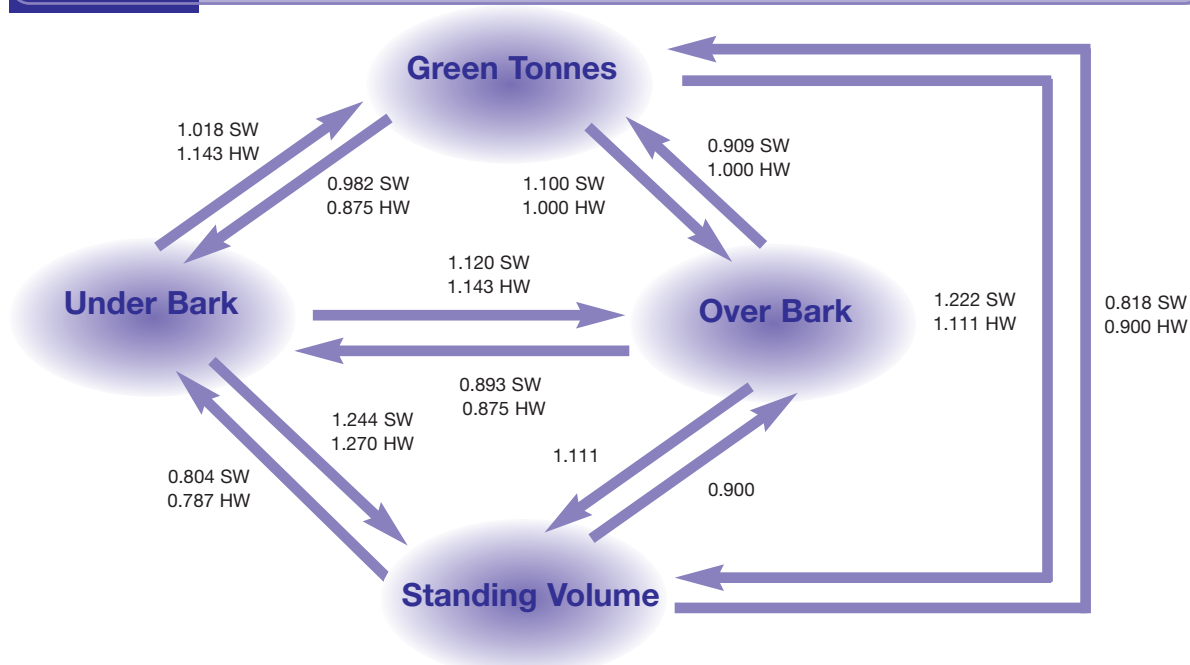 Green Tonnes
1.018 SW
1.143 HW
0.982 SW
0.875 HW
1.100 SW
1.000 HW
0.909 SW
1.000 HW
Under Bark
1.120 SW
1.143 HW
Over Bark
1.222 SW
1.111 HW
0.818 SW
0.900 HW
0.893 SW
0.875 HW
1.244 SW
1.270 HW
0.804 SW
0.787 HW
1.111
0.900
Standing Volume